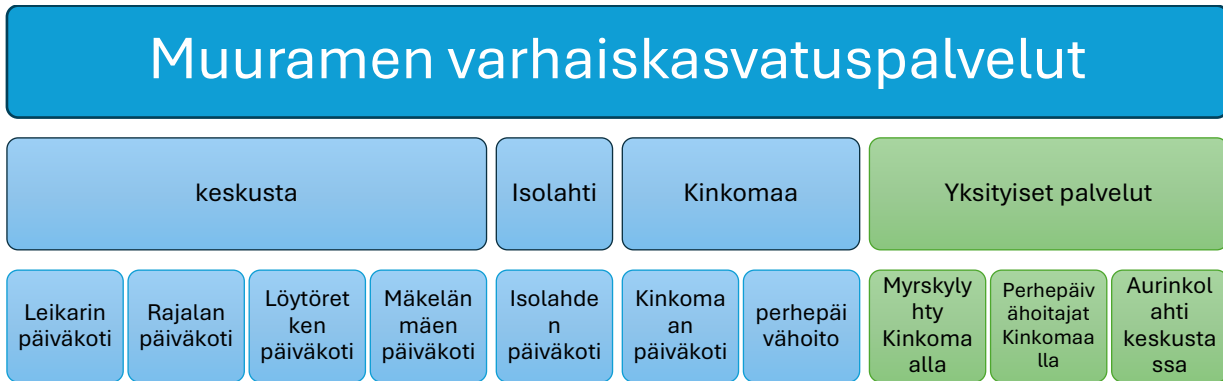 Muuramen varhaiskasvatuspalvelut
keskusta
Isolahti
Kinkomaa
Yksityiset palvelut
Leikarin
päiväkoti
Rajalan
päiväkoti
Löytöret
ken
päiväkoti
Mäkelän
mäen
päiväkoti
Isolahde
n
päiväkoti
Kinkoma
an
päiväkoti
perhepäi
vähoito
Myrskyly
hty
Kinkoma
alla
Perhepäiv
ähoitajat
Kinkomaa
lla
Aurinkol
ahti
keskusta
ssa